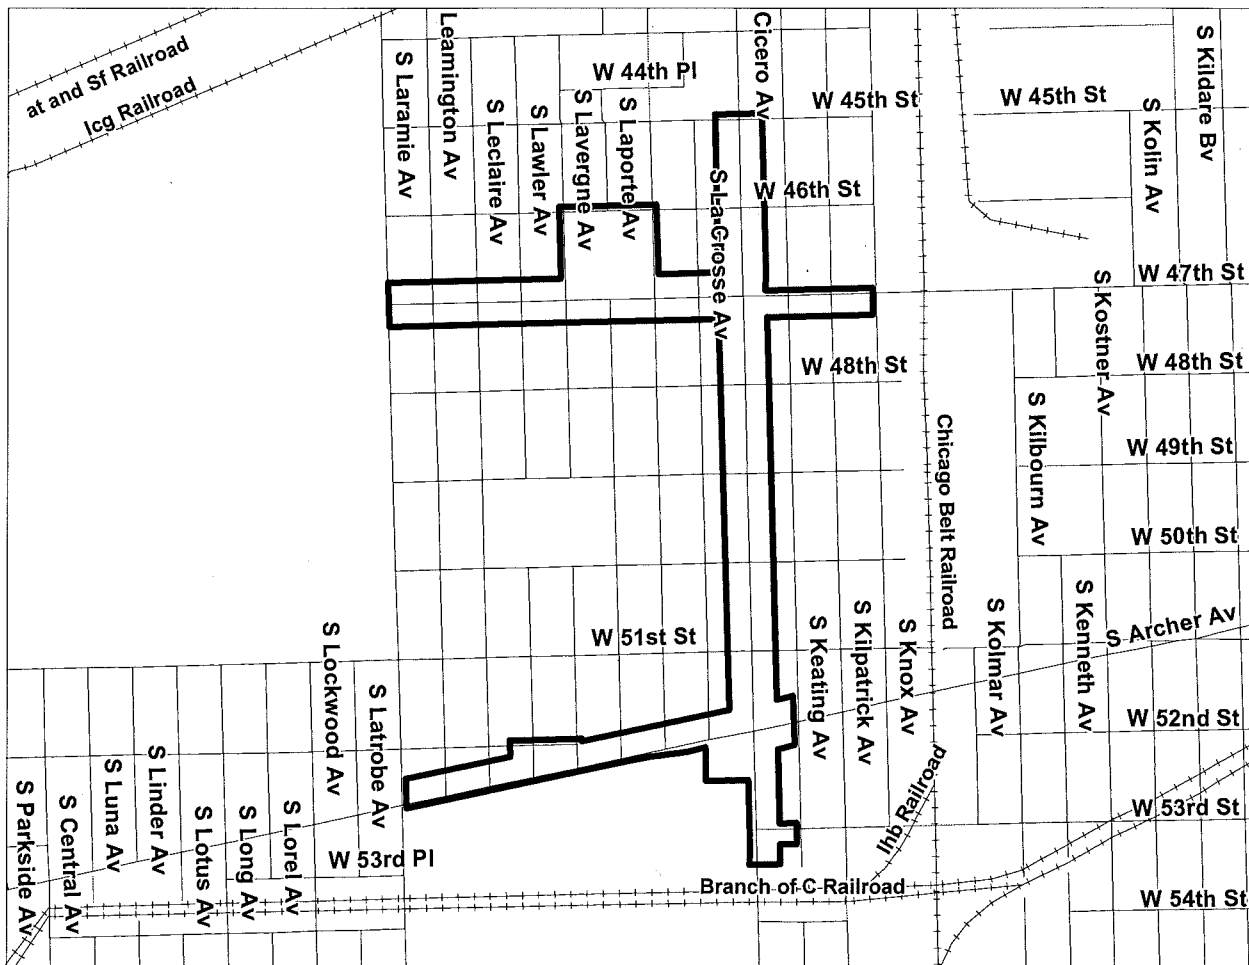 at and Sf Railroad
Icg Railroad
S Laramie Av
Leamington Av
S Leclaire Av
S Lawler Av
S Lavergne Av
S Laporte Av
W 44th Pl
Cicero Av
W 45th St
W 45th St
S Kildare Bv
S Kolin Av
S La Crosse Av
W 46th St
W 47th St
S Kostner Av
W 48th St
W 48th St
S Kilbourn Av
W 49th St
Chicago Belt Railroad
W 50th St
W 51st St
S Keating Av
S Kilpatrick Av
S Knox Av
S Kolmar Av
S Kenneth Av
S Archer Av
S Lockwood Av
S Latrobe Av
W 52nd St
S Parkside Av
S Central Av
S Luna Av
S Linder Av
S Lotus Av
S Long Av
S Lorel Av
W 53rd Pl
Ihb Railroad
W 53rd St
Branch of C Railroad
W 54th St